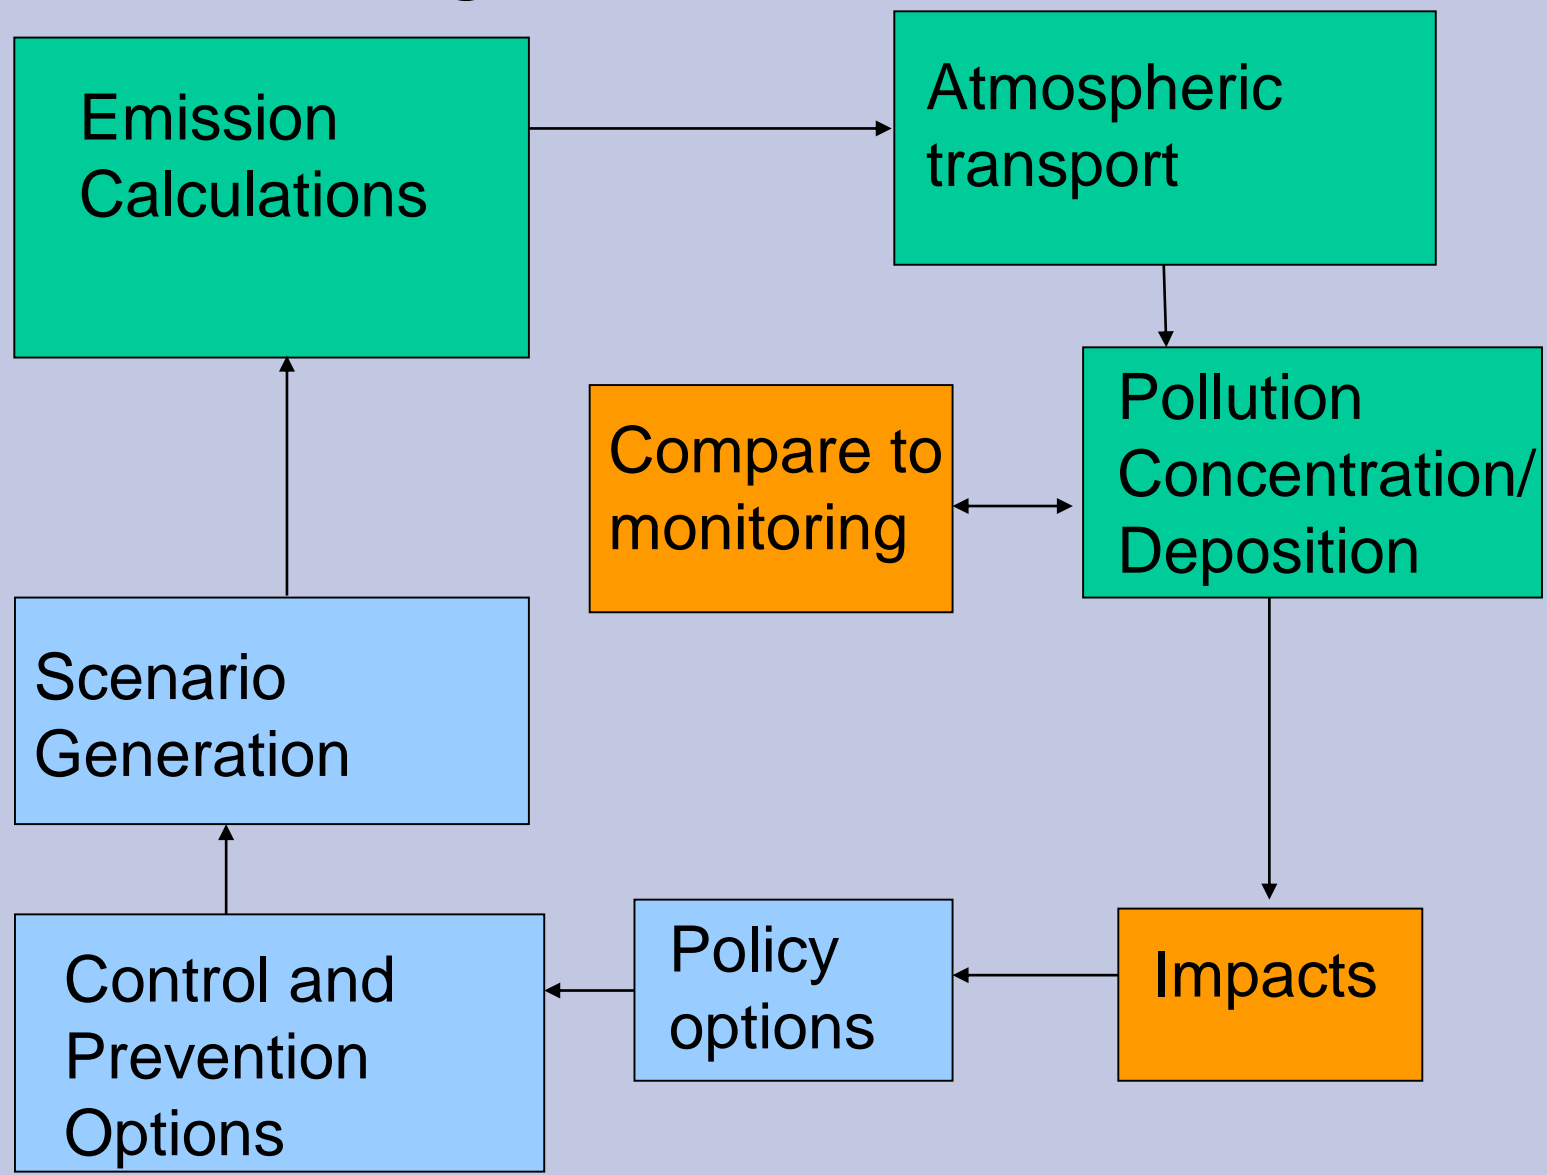 Emission
Calculations
Atmospheric
transport
Pollution
Concentration/
Deposition
Compare to
monitoring
Scenario
Generation
Control and
Prevention
Options
Policy
options
Impacts